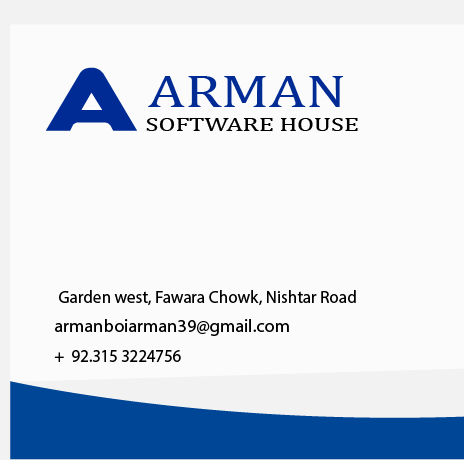 ARMAN
SOFTWARE HOUSE
Garden west, Fawara Chowk, Nishtar Road
armanboiarman39@gmail.com
+ 92.315 3224756